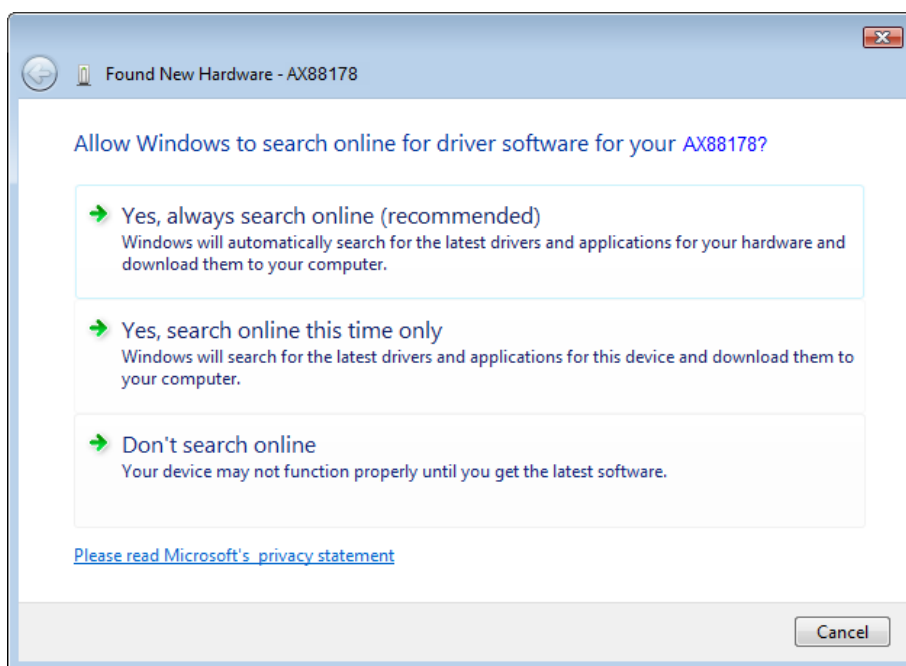 Found New Hardware - AX88178
Allow Windows to search online for driver software for your AX88178?
Yes, always search online (recommended)
Windows will automatically search for the latest drivers and applications for your hardware and
download them to your computer.
Yes, search online this time only
Windows will search for the latest drivers and applications for this device and download them to
your computer.
Don't search online
Your device may not function properly until you get the latest software.
Please read Microsoft's privacy statement
Cancel